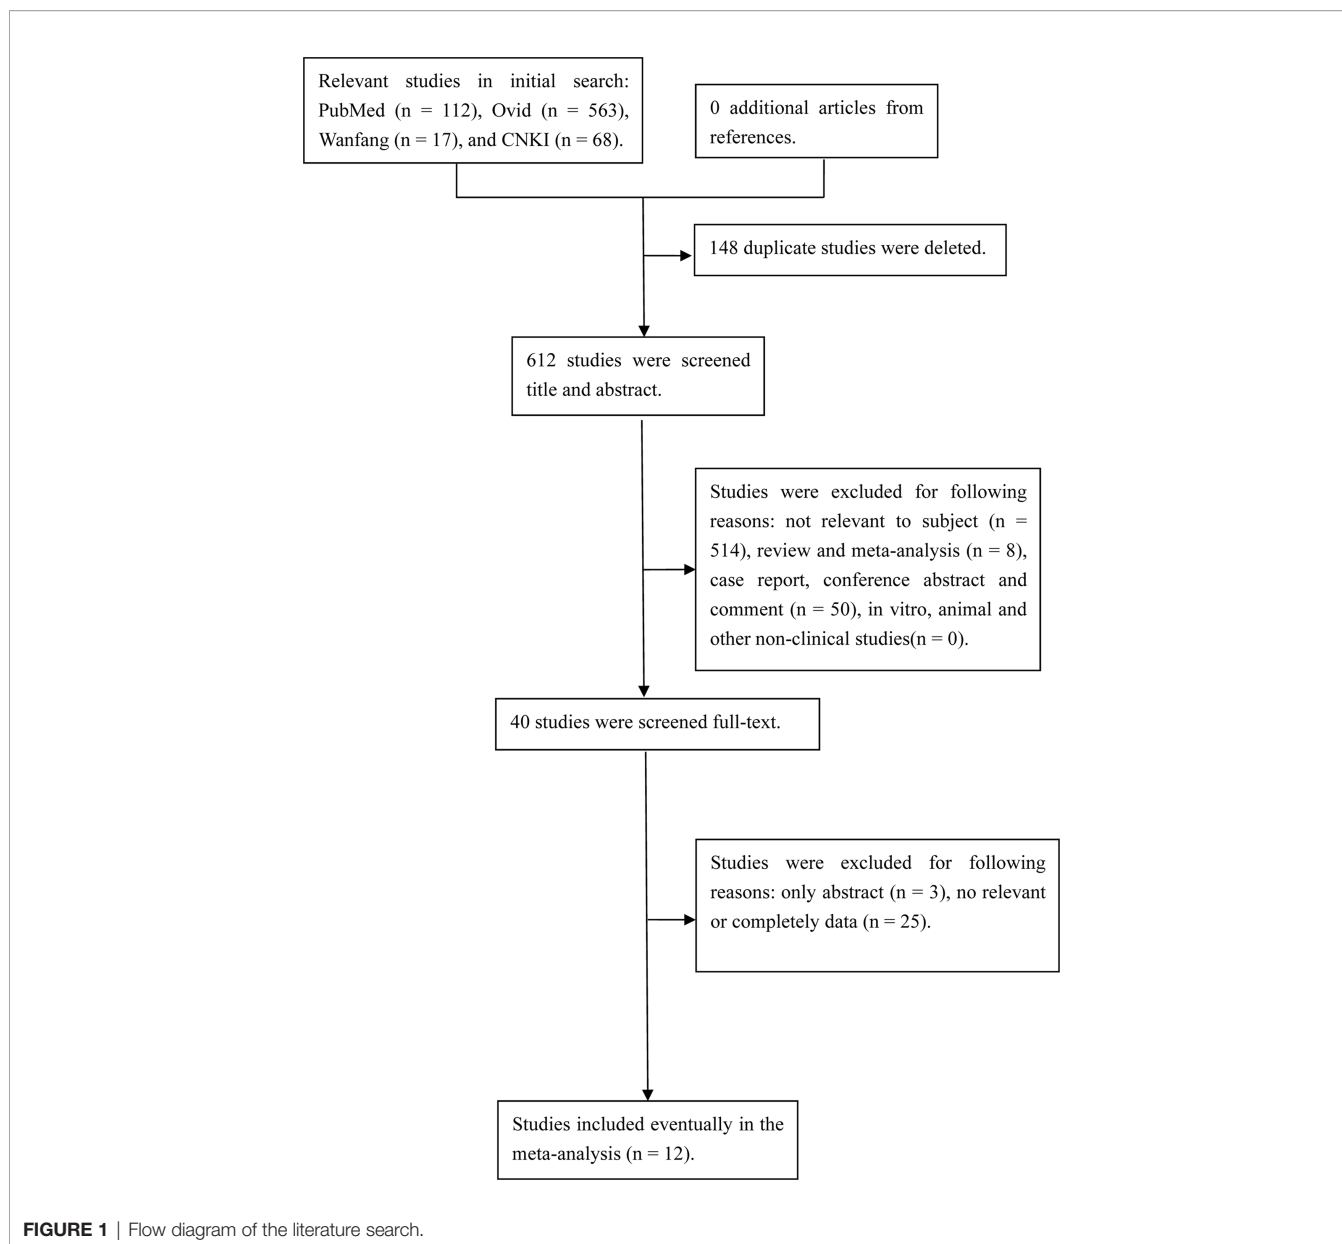 Relevant studies in initial search:
PubMed (n = 112), Ovid (n = 563),
Wanfang (n = 17), and CNKI (n = 68).
0 additional articles from
references.
148 duplicate studies were deleted.
612 studies were screened
title and abstract.
Studies were excluded for following
reasons: not relevant to subject (n =
514), review and meta-analysis (n = 8),
case report, conference abstract and
comment (n = 50), in vitro, animal and
other non-clinical studies(n = 0).
40 studies were screened full-text.
Studies were excluded for following
reasons: only abstract (n = 3), no relevant
or completely data (n = 25).
Studies included eventually in the
meta-analysis (n = 12).
FIGURE 1 | Flow diagram of the literature search.